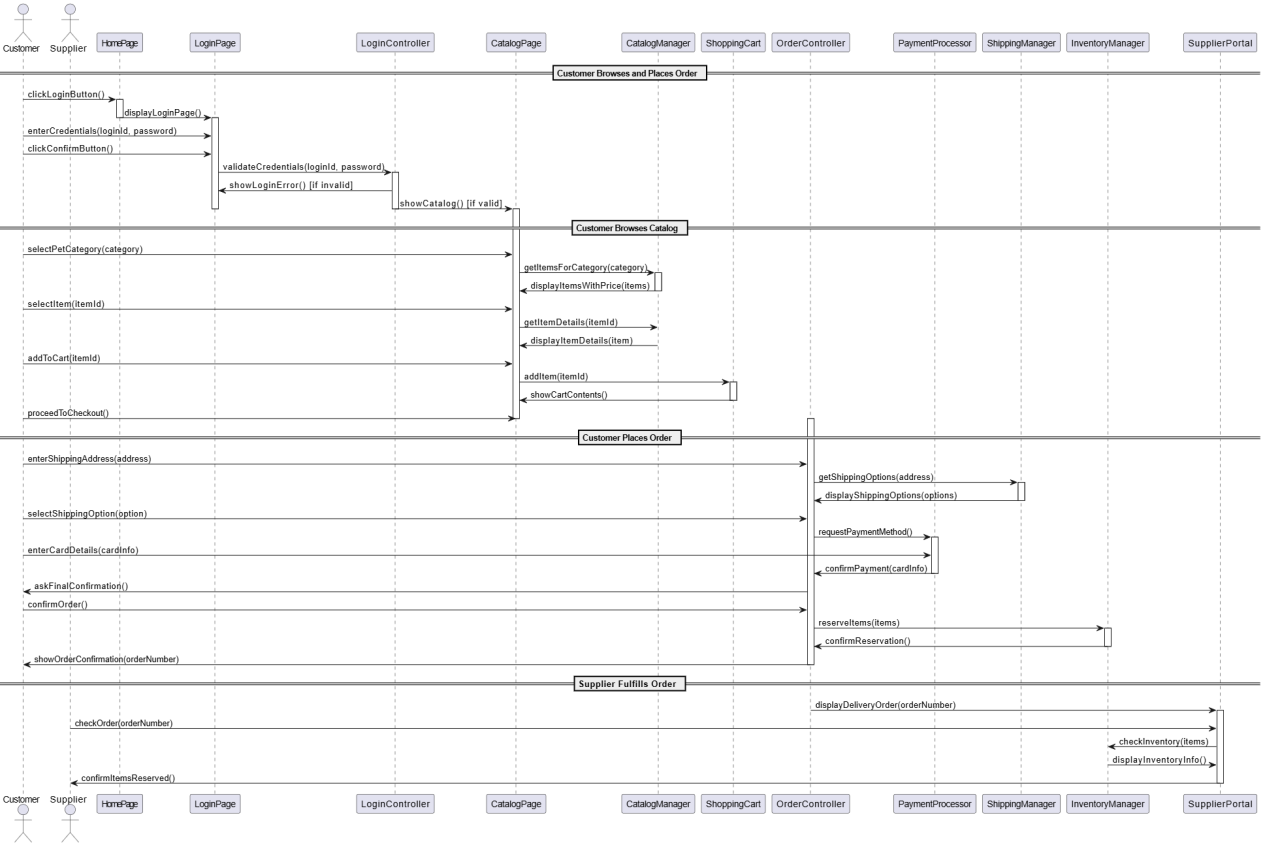 Customer Supplier HomePage LoginPage LoginController CatalogPage CatalogManager ShoppingCart OrderController PaymentProcessor ShippingManager InventoryManager SupplierPortal
Customer Browses and Places Order
clickLoginButton()
displayLoginPage()
enterCredentials(loginId, password)
clickConfirmButton()
validateCredentials(loginId, password)
showLoginError() [if invalid]
showCatalog() [if valid]
Customer Browses Catalog
selectPetCategory(category)
getItemsForCategory(category)
displayItemsWithPrice(items)
selectItem(itemId)
getItemDetails(itemId)
displayItemDetails(item)
addToCart(itemId)
addItem(itemId)
showCartContents()
proceedToCheckout()
Customer Places Order
enterShippingAddress(address)
getShippingOptions(address)
displayShippingOptions(options)
selectShippingOption(option)
requestPaymentMethod()
enterCardDetails(cardInfo)
confirmPayment(cardInfo)
askFinalConfirmation()
confirmOrder()
reserveItems(items)
confirmReservation()
showOrderConfirmation(orderNumber)
Supplier Fulfills Order
displayDeliveryOrder(orderNumber)
checkOrder(orderNumber)
checkInventory(items)
displayInventoryInfo()
confirmItemsReserved()
Customer Supplier HomePage LoginPage LoginController CatalogPage CatalogManager ShoppingCart OrderController PaymentProcessor ShippingManager InventoryManager SupplierPortal